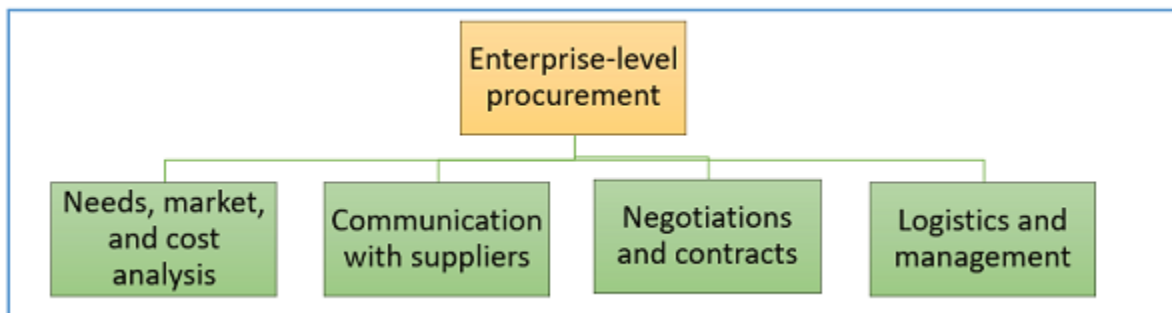 Enterprise-level
procurement
Needs, market,
and cost
analysis
Communication
with suppliers
Negotiations
and contracts
Logistics and
management